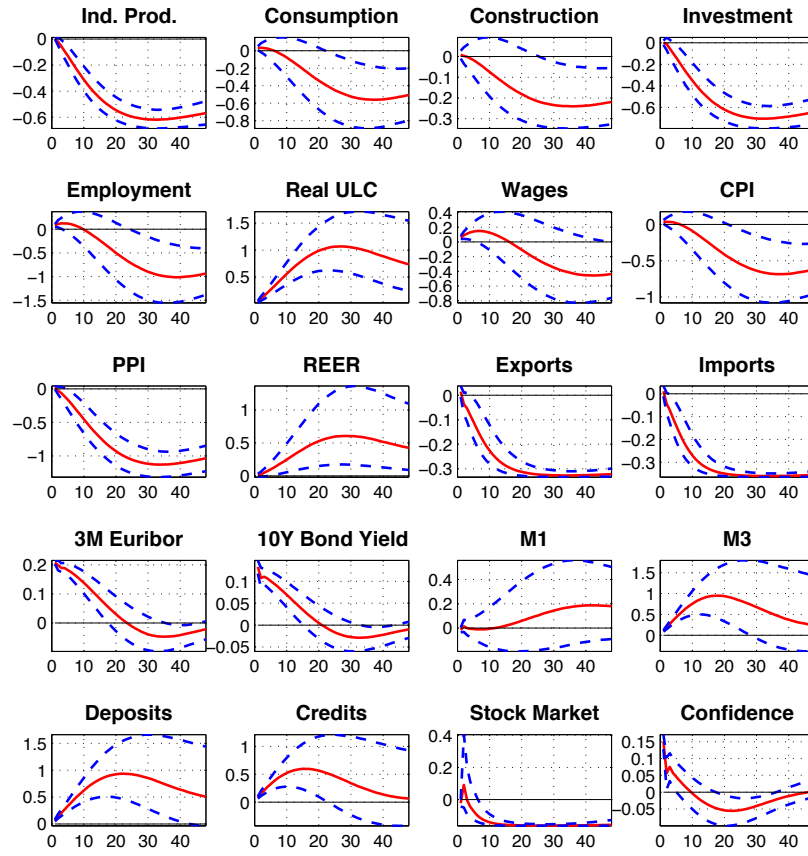 Ind. Prod. Consumption Construction Investment
0 0 0 0
−0.2 −0.2 −0.1 −0.2
−0.4 −0.4 −0.2 −0.4
−0.6 −0.6 −0.3 −0.6
−0.8
0 10 20 30 40 0 10 20 30 40 0 10 20 30 40 0 10 20 30 40
Employment Real ULC Wages CPI
0 1.5 0.4 0
−0.5 1 0.2 −0.5
−1 0.5 0 −1
−1.5 −0.2
−0.4
−0.6
−0.8
0 10 20 30 40 0 10 20 30 40 0 10 20 30 40 0 10 20 30 40
PPI REER Exports Imports
0 1 0 0
−0.5 0.5 −0.1 −0.1
−1 0 −0.2 −0.2
−0.3 −0.3
0 10 20 30 40 0 10 20 30 40 0 10 20 30 40 0 10 20 30 40
3M Euribor 10Y Bond Yield M1 M3
0.2 0.1 0.4 1.5
0.1 0.05 0.2 1
0 0 0 0.5
−0.05 0
0 10 20 30 40 0 10 20 30 40 0 10 20 30 40 0 10 20 30 40
Deposits Credits Stock Market Confidence
1.5 1.5 0.4 0.15
1 1 0.2 0.1
0.5 0.5 0 0.05
0 0 0
−0.05
0 10 20 30 40 0 10 20 30 40 0 10 20 30 40 0 10 20 30 40